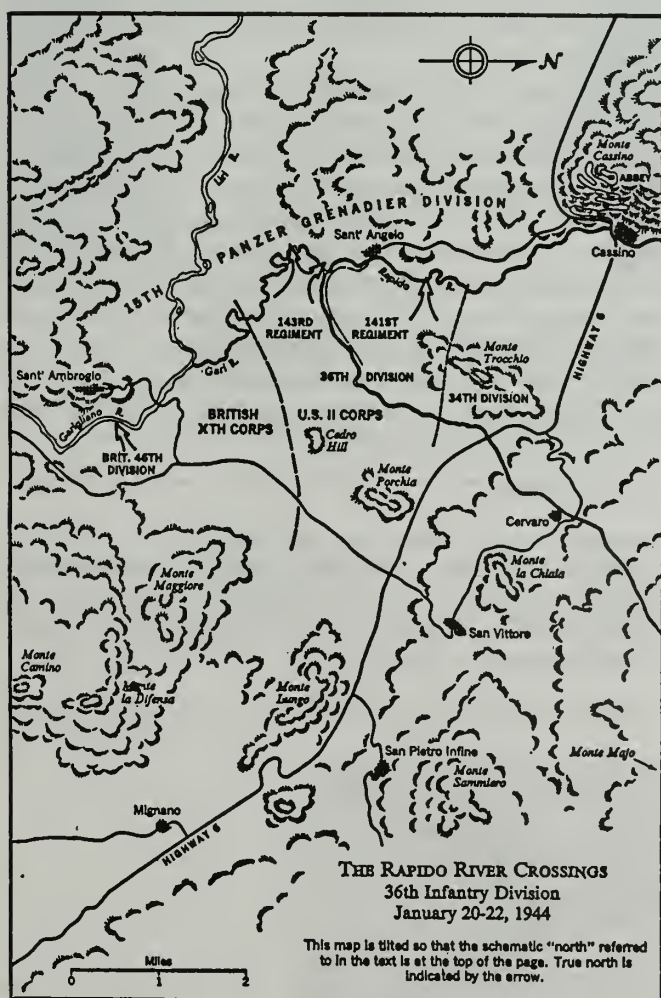 N
Monte
Cassino
ABBEY
Cassino
Liri R.
15TH PANZER GRENADIER DIVISION
Sant' Angelo
Rapido R.
143RD
REGIMENT
141ST
REGIMENT
Monte
Trocchio
HIGHWAY 6
Gari R.
36TH DIVISION
34TH DIVISION
Sant' Ambrogio
Garigliano R.
BRITISH
XTH CORPS
U.S. II CORPS
BRIT. 46TH
DIVISION
Cedro
Hill
Monte
Porchia
Cervaro
Monte
la Chiaia
Monte
Maggiore
San Vittore
Monte
Camino
Monte
la Difensa
Monte
Lungo
San Pietro Infine
Monte
Sammiero
Monte Majo
Mignano
HIGHWAY 6
THE RAPIDO RIVER CROSSINGS
36th Infantry Division
January 20-22, 1944
This map is tilted so that the schematic "north" referred
to in the text is at the top of the page. True north is
indicated by the arrow.
Miles
0 1 2